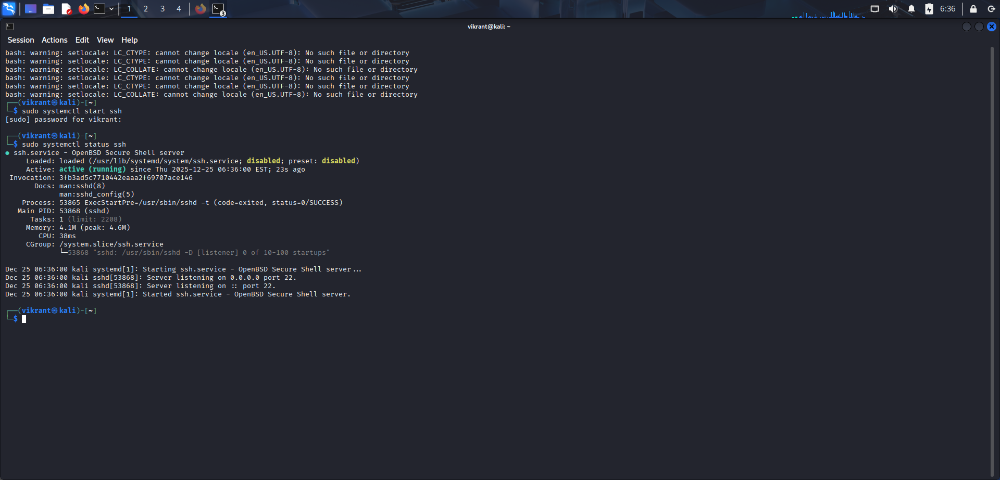 1 2 3 4 3 6:36
vikrant@kali: ~
Session Actions Edit View Help
bash: warning: setlocale: LC_CTYPE: cannot change locale (en_US.UTF-8): No such file or directory
bash: warning: setlocale: LC_CTYPE: cannot change locale (en_US.UTF-8): No such file or directory
bash: warning: setlocale: LC_COLLATE: cannot change locale (en_US.UTF-8): No such file or directory
bash: warning: setlocale: LC_CTYPE: cannot change locale (en_US.UTF-8): No such file or directory
bash: warning: setlocale: LC_CTYPE: cannot change locale (en_US.UTF-8): No such file or directory
bash: warning: setlocale: LC_COLLATE: cannot change locale (en_US.UTF-8): No such file or directory
┌──(vikrant㉿kali)-[~]
└─$ sudo systemctl start ssh
[sudo] password for vikrant:
┌──(vikrant㉿kali)-[~]
└─$ sudo systemctl status ssh
● ssh.service - OpenBSD Secure Shell server
Loaded: loaded (/usr/lib/systemd/system/ssh.service; disabled; preset: disabled)
Active: active (running) since Thu 2025-12-25 06:36:00 EST; 23s ago
Invocation: 3fb3ad5c7710442eaaa2f69707ace146
Docs: man:sshd(8)
man:sshd_config(5)
Process: 53865 ExecStartPre=/usr/sbin/sshd -t (code=exited, status=0/SUCCESS)
Main PID: 53868 (sshd)
Tasks: 1 (limit: 2208)
Memory: 4.1M (peak: 4.6M)
CPU: 38ms
CGroup: /system.slice/ssh.service
└─53868 "sshd: /usr/sbin/sshd -D [listener] 0 of 10-100 startups"
Dec 25 06:36:00 kali systemd[1]: Starting ssh.service - OpenBSD Secure Shell server...
Dec 25 06:36:00 kali sshd[53868]: Server listening on 0.0.0.0 port 22.
Dec 25 06:36:00 kali sshd[53868]: Server listening on :: port 22.
Dec 25 06:36:00 kali systemd[1]: Started ssh.service - OpenBSD Secure Shell server.
┌──(vikrant㉿kali)-[~]
└─$